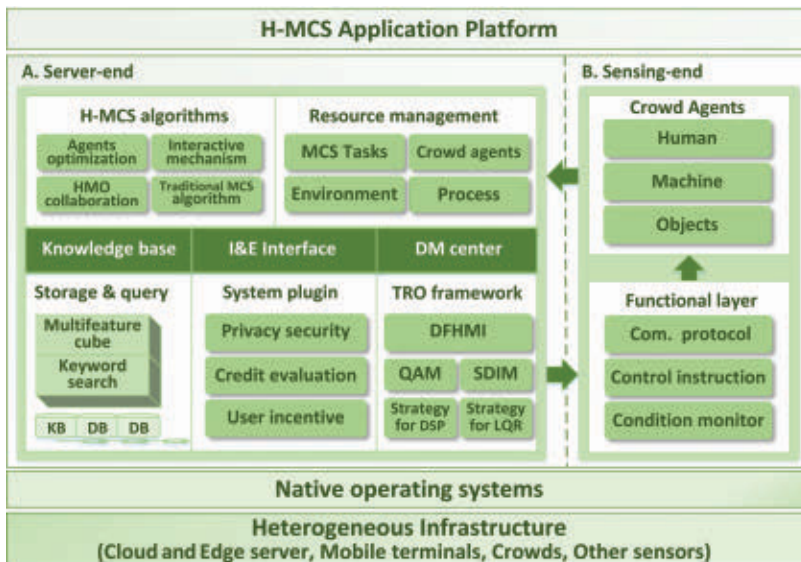 H-MCS Application Platform
A. Server-end
H-MCS algorithms
Agents
optimization
Interactive
mechanism
HMO
collaboration
Traditional MCS
algorithm
Resource management
MCS Tasks
Crowd agents
Environment
Process
Knowledge base
I&E Interface
DM center
Storage & query
Multifeature
cube
Keyword
search
KB
DB
DB
System plugin
Privacy security
Credit evaluation
User incentive
TRO framework
DFHMI
QAM
SDIM
Strategy
for DSP
Strategy
for LQR
B. Sensing-end
Crowd Agents
Human
Machine
Objects
Functional layer
Com. protocol
Control instruction
Condition monitor
Native operating systems
Heterogeneous Infrastructure
(Cloud and Edge server, Mobile terminals, Crowds, Other sensors)